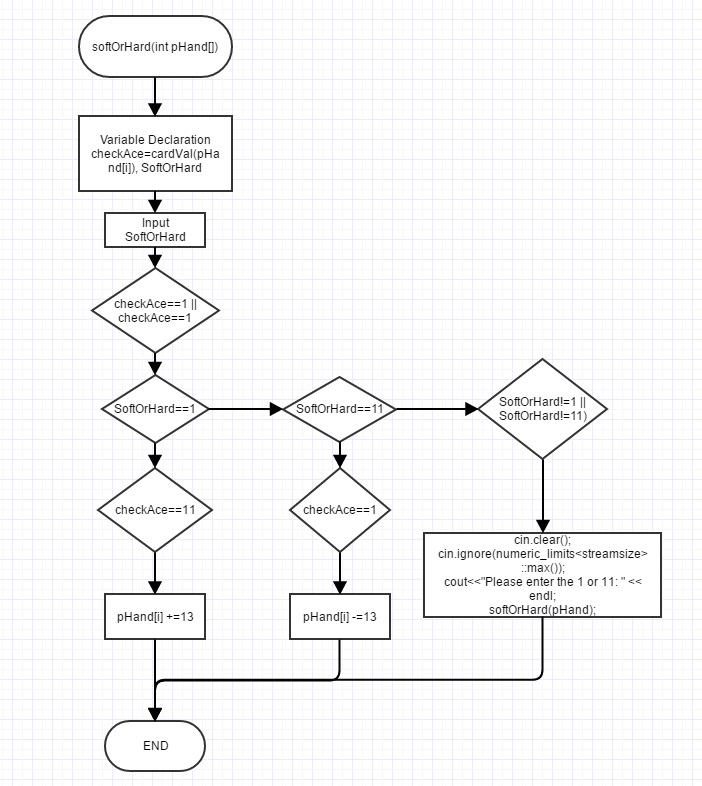 softOrHard(int pHand[])
Variable Declaration
checkAce=cardVal(pHa
nd[i]), SoftOrHard
Input
SoftOrHard
checkAce==1 ||
checkAce==1
SoftOrHard==1
SoftOrHard==11
SoftOrHard!=1 ||
SoftOrHard!=11)
checkAce==11
checkAce==1
cin.clear();
cin.ignore(numeric_limits<streamsize>
::max());
cout<<"Please enter the 1 or 11: " <<
endl;
softOrHard(pHand);
pHand[i] +=13
pHand[i] -=13
END